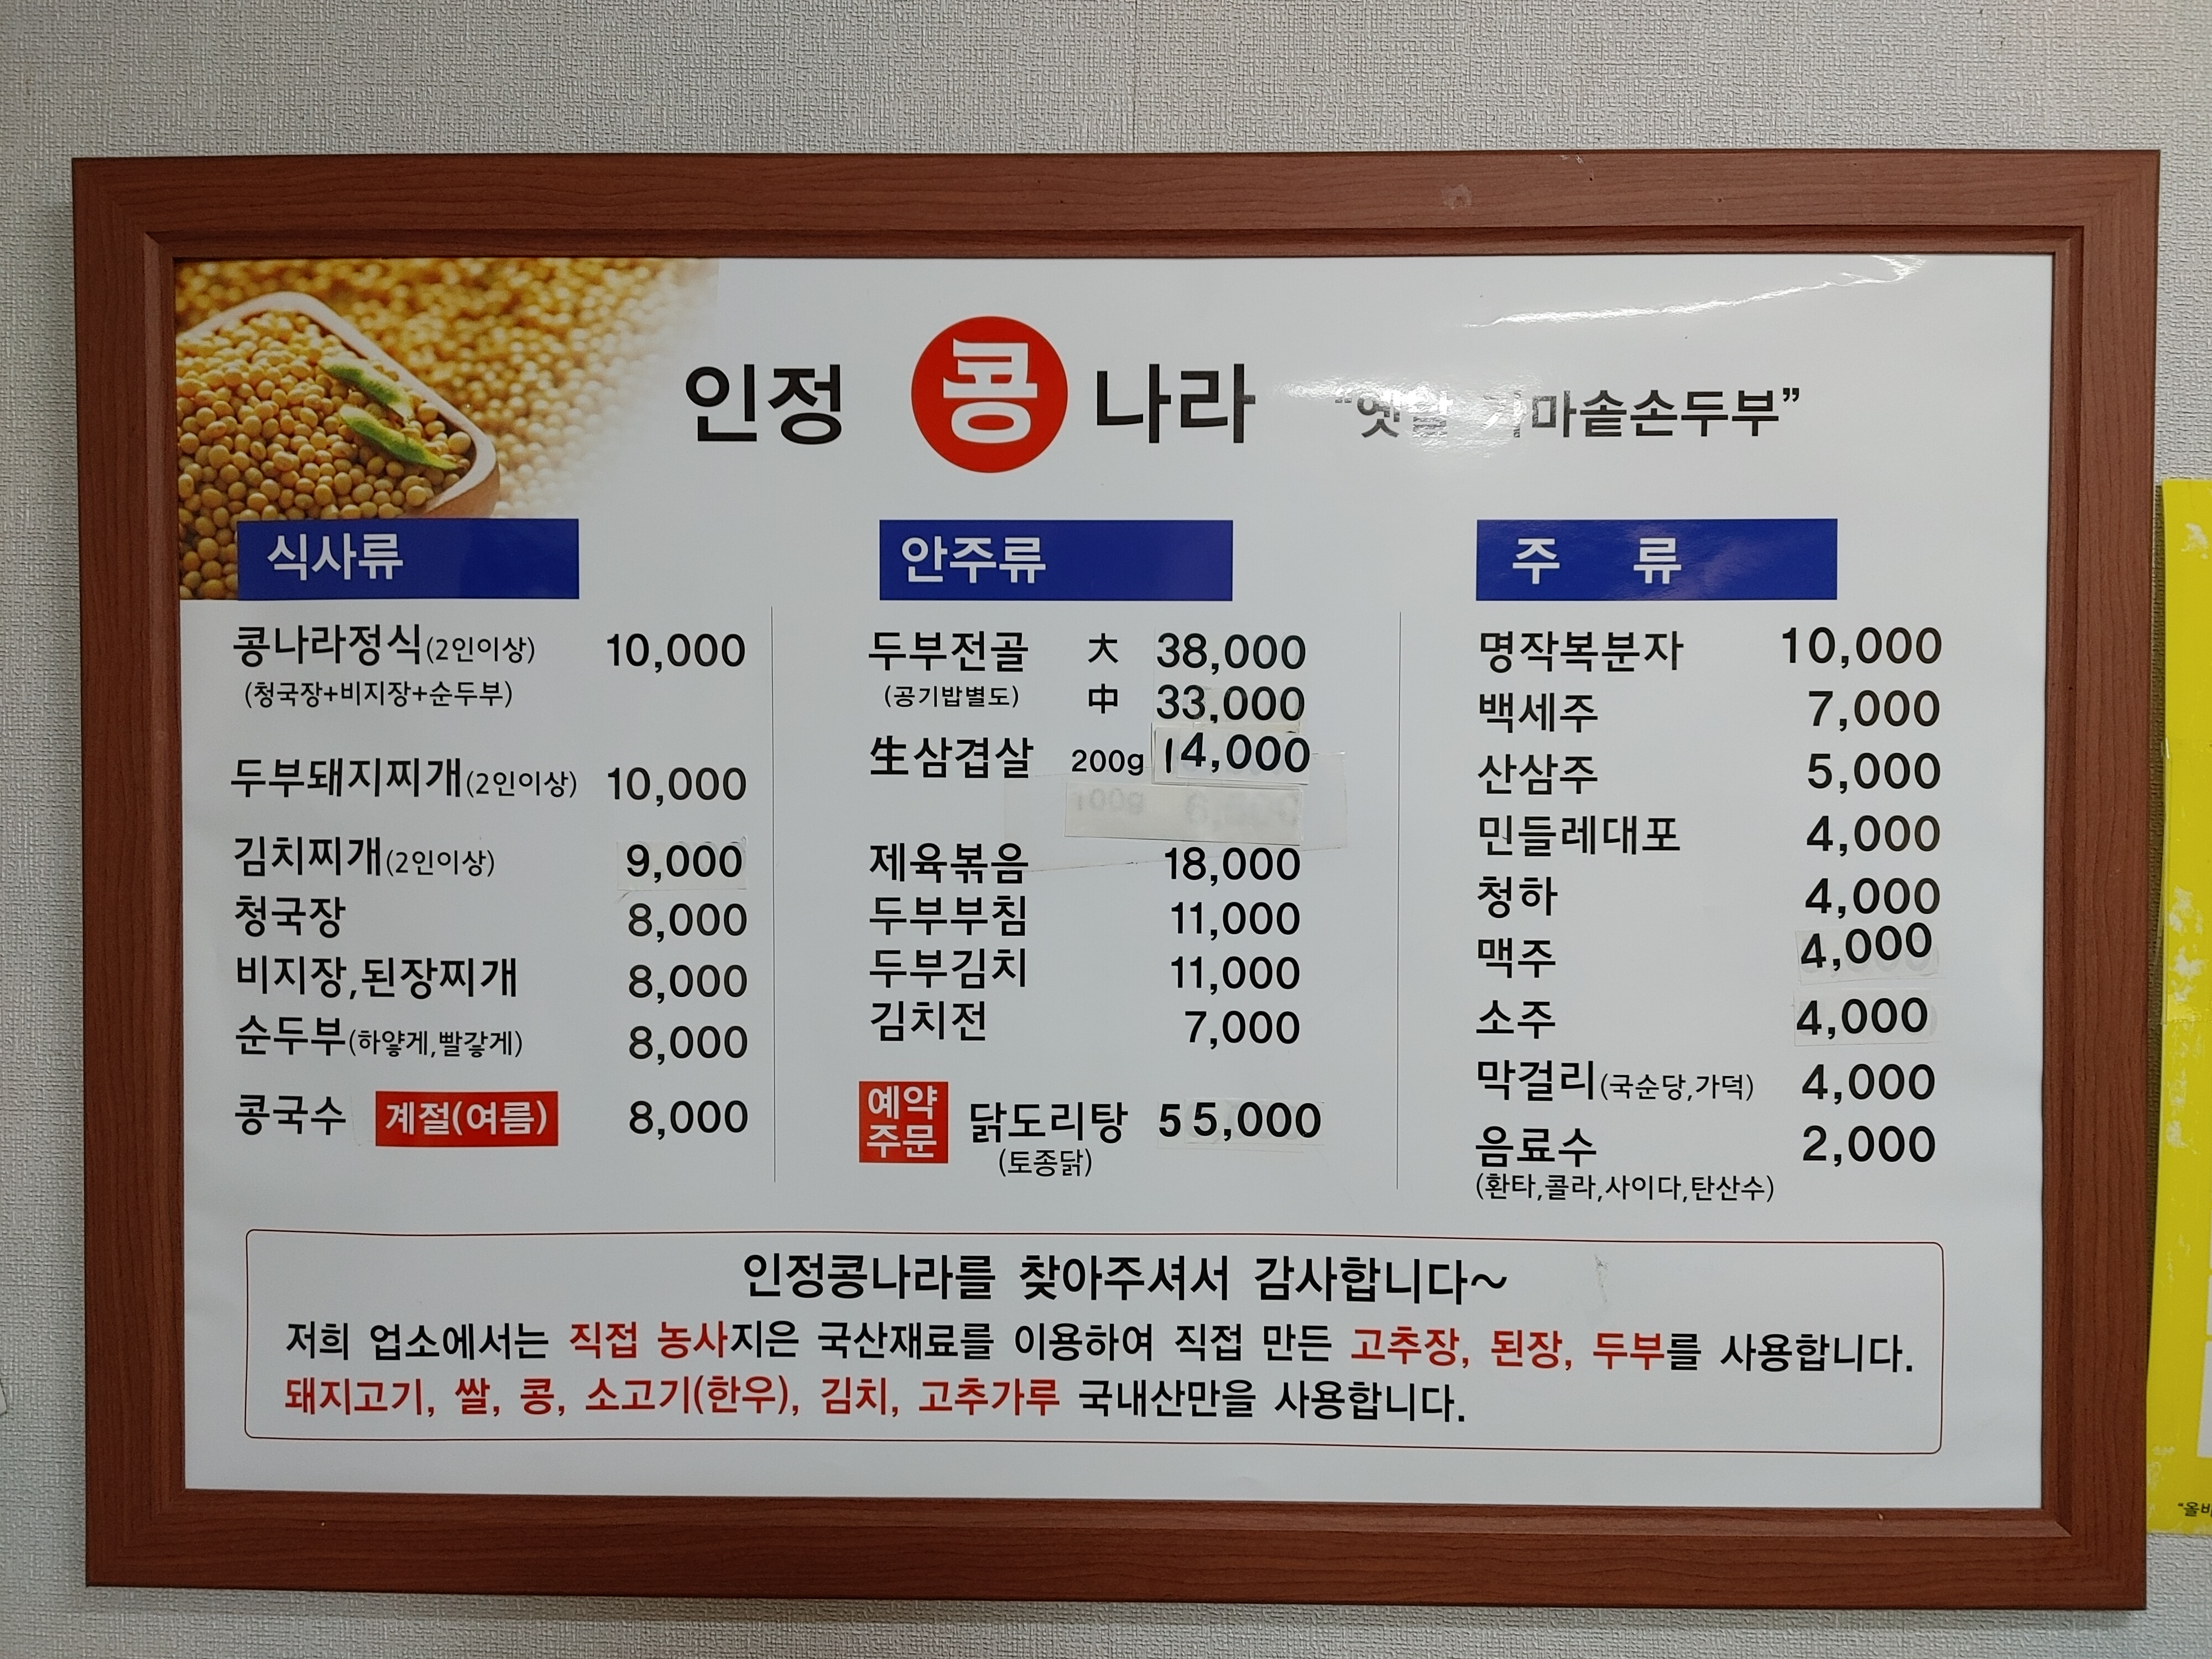 인정 콩 나라 "옛날 가마솥손두부"
식사류
콩나라정식(2인이상) 10,000
(청국장+비지장+순두부)
두부돼지찌개(2인이상) 10,000
김치찌개(2인이상) 9,000
청국장 8,000
비지장,된장찌개 8,000
순두부(하얗게,빨갛게) 8,000
콩국수 계절(여름) 8,000
안주류
두부전골 大 38,000
(공기밥별도) 中 33,000
生삼겹살 200g 14,000
제육볶음 18,000
두부부침 11,000
두부김치 11,000
김치전 7,000
예약
주문
닭도리탕 55,000
(토종닭)
주 류
명작복분자 10,000
백세주 7,000
산삼주 5,000
민들레대포 4,000
청하 4,000
맥주 4,000
소주 4,000
막걸리(국순당,가덕) 4,000
음료수 2,000
(환타,콜라,사이다,탄산수)
인정콩나라를 찾아주셔서 감사합니다~
저희 업소에서는 직접 농사지은 국산재료를 이용하여 직접 만든 고추장, 된장, 두부를 사용합니다.
돼지고기, 쌀, 콩, 소고기(한우), 김치, 고추가루 국내산만을 사용합니다.